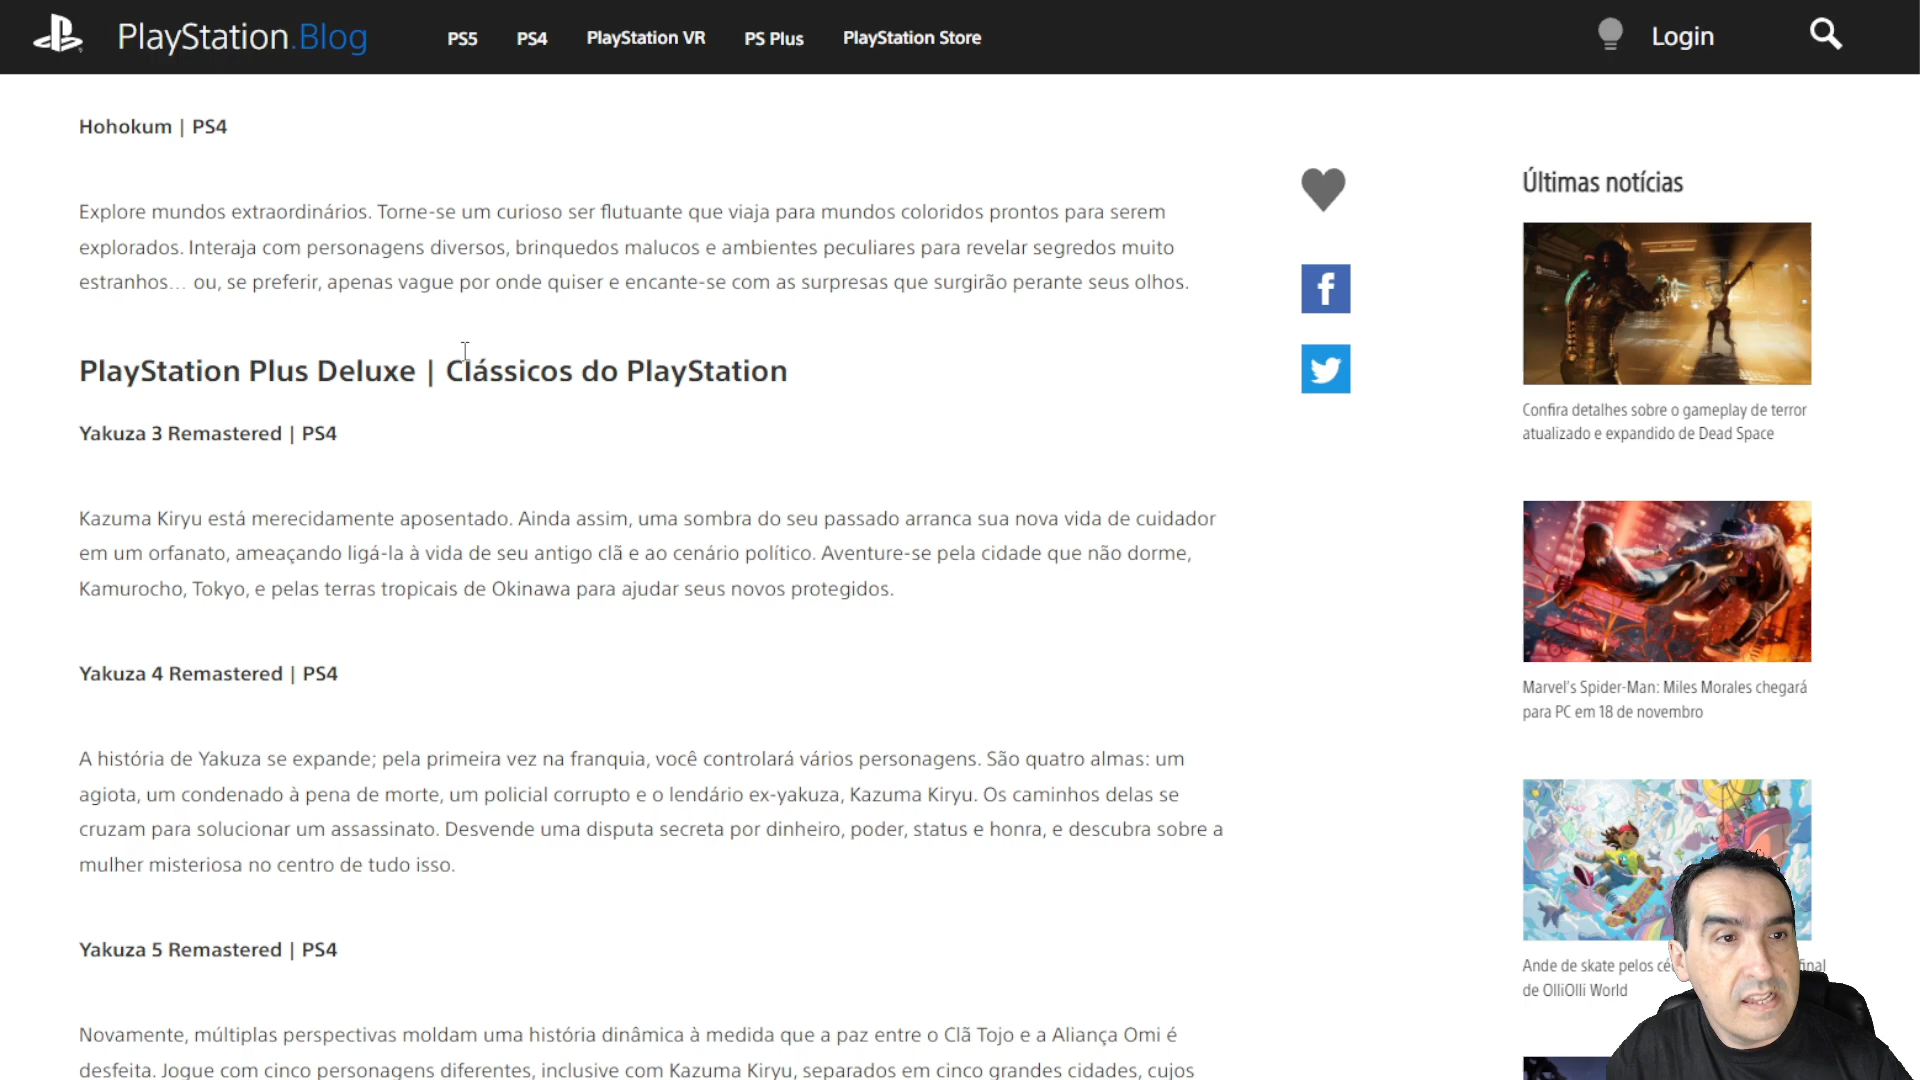 PlayStation.Blog PS5 PS4 PlayStation VR PS Plus PlayStation Store Login
Hohokum | PS4
Explore mundos extraordinários. Torne-se um curioso ser flutuante que viaja para mundos coloridos prontos para serem
explorados. Interaja com personagens diversos, brinquedos malucos e ambientes peculiares para revelar segredos muito
estranhos… ou, se preferir, apenas vague por onde quiser e encante-se com as surpresas que surgirão perante seus olhos.
PlayStation Plus Deluxe | Clássicos do PlayStation
Yakuza 3 Remastered | PS4
Kazuma Kiryu está merecidamente aposentado. Ainda assim, uma sombra do seu passado arranca sua nova vida de cuidador
em um orfanato, ameaçando ligá-la à vida de seu antigo clã e ao cenário político. Aventure-se pela cidade que não dorme,
Kamurocho, Tokyo, e pelas terras tropicais de Okinawa para ajudar seus novos protegidos.
Yakuza 4 Remastered | PS4
A história de Yakuza se expande; pela primeira vez na franquia, você controlará vários personagens. São quatro almas: um
agiota, um condenado à pena de morte, um policial corrupto e o lendário ex-yakuza, Kazuma Kiryu. Os caminhos delas se
cruzam para solucionar um assassinato. Desvende uma disputa secreta por dinheiro, poder, status e honra, e descubra sobre a
mulher misteriosa no centro de tudo isso.
Yakuza 5 Remastered | PS4
Novamente, múltiplas perspectivas moldam uma história dinâmica à medida que a paz entre o Clã Tojo e a Aliança Omi é
desfeita. Jogue com cinco personagens diferentes, inclusive com Kazuma Kiryu, separados em cinco grandes cidades, cujos
Últimas notícias
Confira detalhes sobre o gameplay de terror
atualizado e expandido de Dead Space
Marvel's Spider-Man: Miles Morales chegará
para PC em 18 de novembro
Ande de skate pelos final
de OlliOlli World